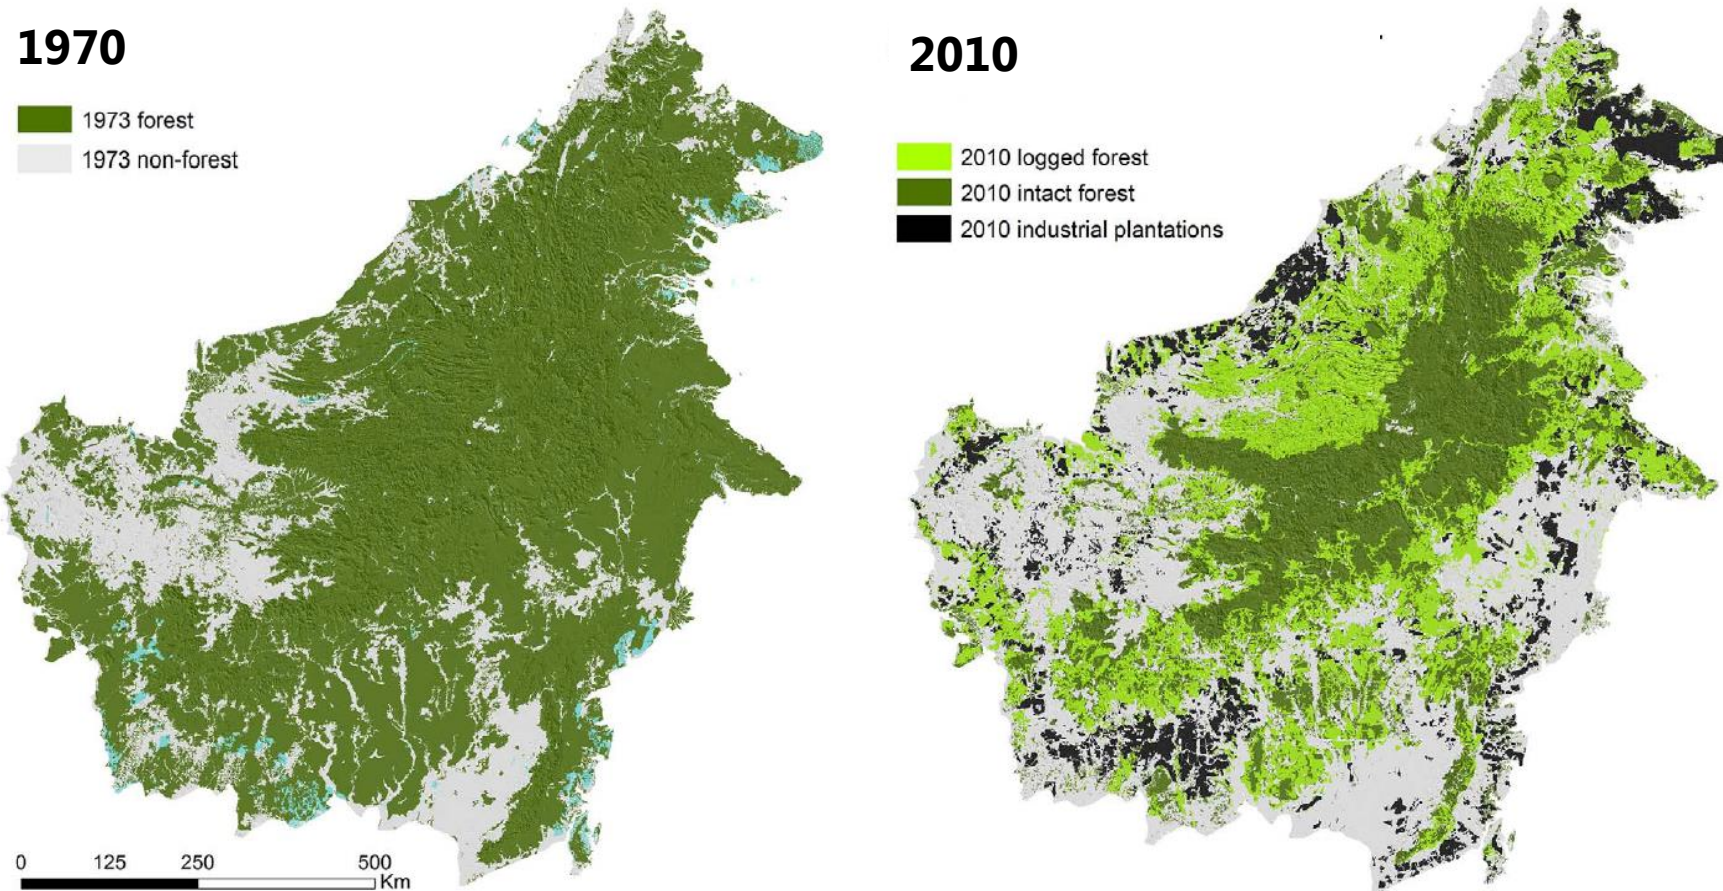 1970
1973 forest
1973 non-forest
0 125 250 500
Km
2010
2010 logged forest
2010 intact forest
2010 industrial plantations